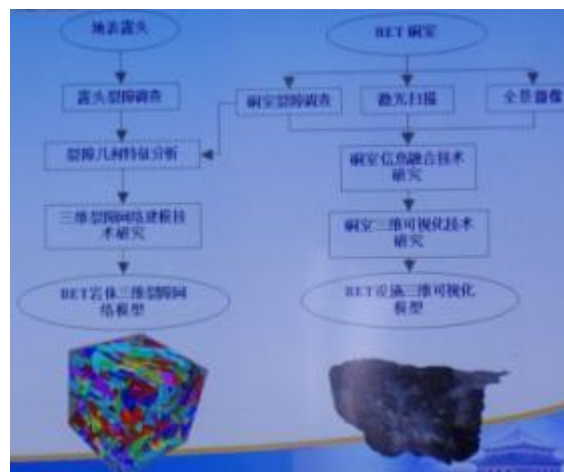 地表露头
BET 硐室
露头裂隙调查
硐室裂隙调查
激光扫描
全景摄像
裂隙几何特征分析
硐室信息融合技术
研究
三维裂隙网络建模技
术研究
硐室三维可视化技术
研究
BET岩体三维裂隙网
络模型
BET设施三维可视化
模型